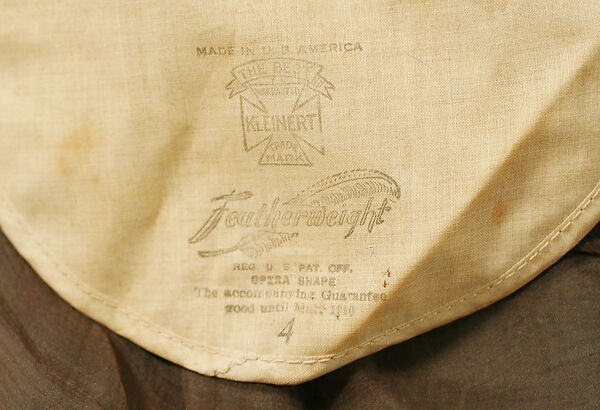 MADE IN U. S. AMERICA
THE BEST
WARRANTED
KLEINERT
TRADE
MARK
Featherweight
REG. U. S. PAT. OFF.
OPERA SHAPE
The accompanying Guarantee
good until
4